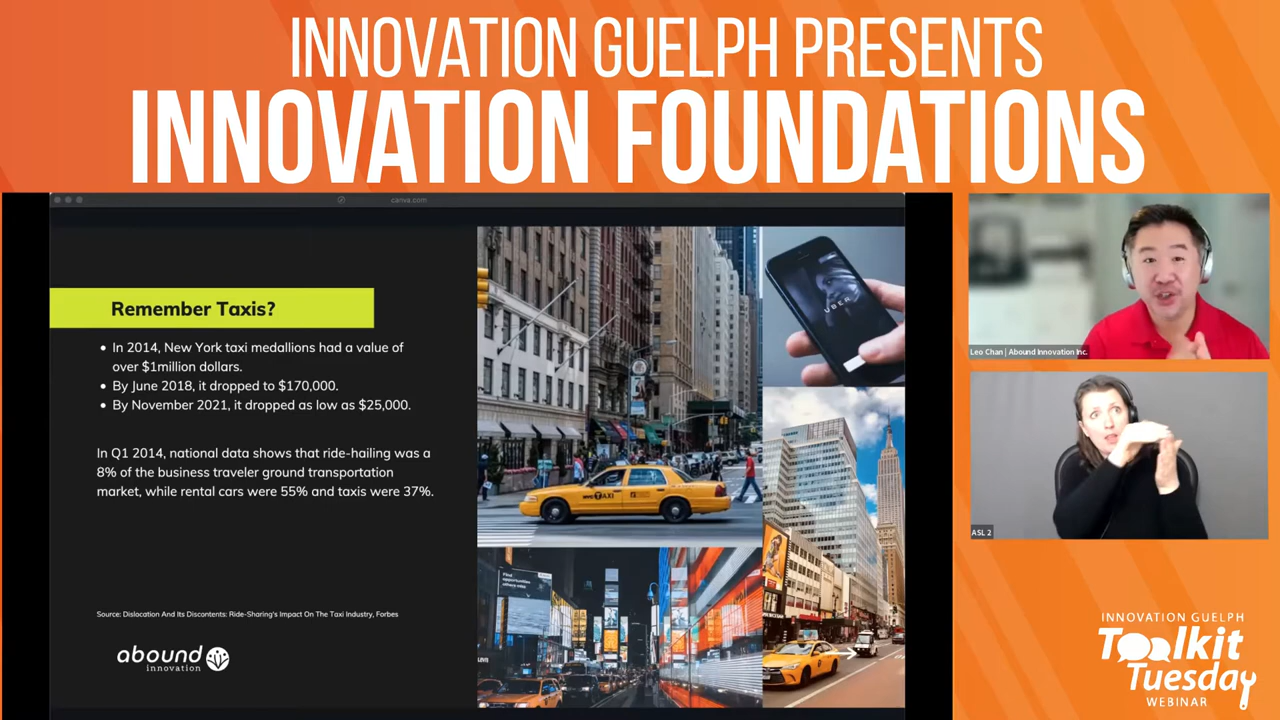 INNOVATION GUELPH PRESENTS
INNOVATION FOUNDATIONS
canva.com
Remember Taxis?
• In 2014, New York taxi medallions had a value of
over $1million dollars.
• By June 2018, it dropped to $170,000.
• By November 2021, it dropped as low as $25,000.
In Q1 2014, national data shows that ride-hailing was a
8% of the business traveler ground transportation
market, while rental cars were 55% and taxis were 37%.
Source: Dislocation And Its Discontents: Ride-Sharing's Impact On The Taxi Industry, Forbes
abound
innovation
UBER
TAXI
Find
opportunities
Leo Chan | Abound Innovation Inc.
ASL 2
INNOVATION GUELPH
Toolkit
Tuesday
WEBINAR